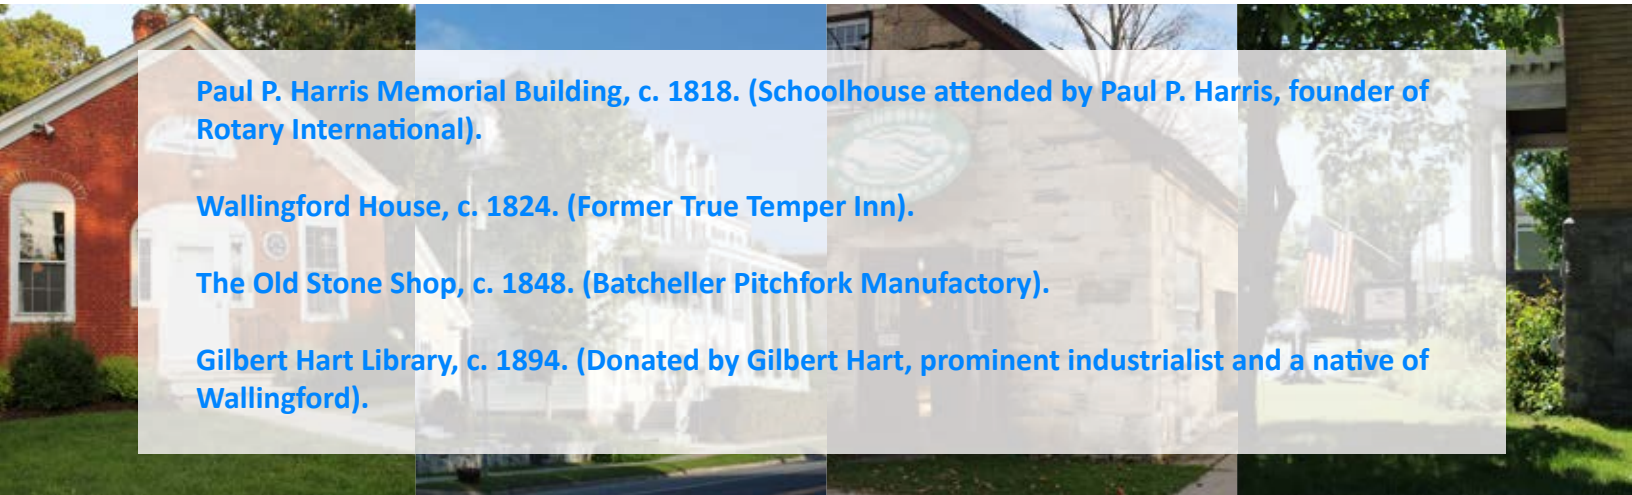 Paul P. Harris Memorial Building, c. 1818. (Schoolhouse attended by Paul P. Harris, founder of
Rotary International).
Wallingford House, c. 1824. (Former True Temper Inn).
The Old Stone Shop, c. 1848. (Batcheller Pitchfork Manufactory).
Gilbert Hart Library, c. 1894. (Donated by Gilbert Hart, prominent industrialist and a native of
Wallingford).